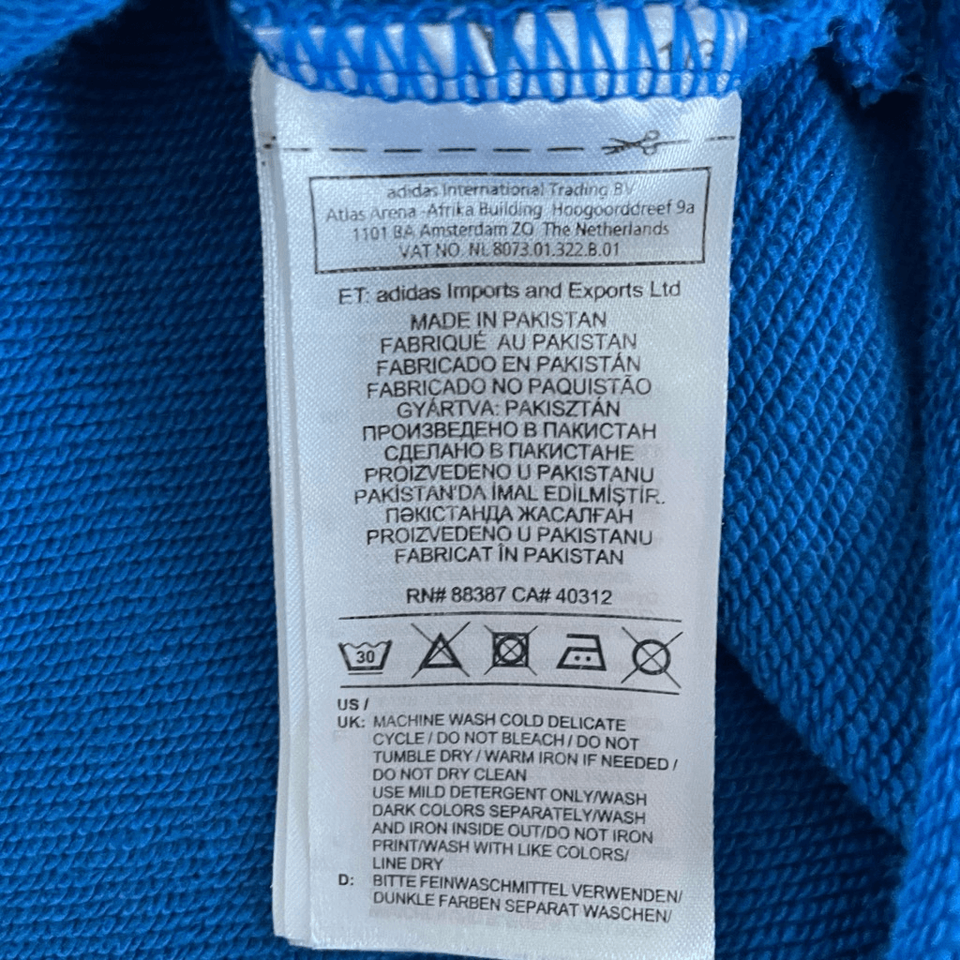 adidas International Trading BV
Atlas Arena -Afrika Building Hoogoorddreef 9a
1101 BA Amsterdam ZO The Netherlands
VAT NO. NL 8073.01.322.B.01
ET: adidas Imports and Exports Ltd
MADE IN PAKISTAN
FABRIQUÉ AU PAKISTAN
FABRICADO EN PAKISTÁN
FABRICADO NO PAQUISTÃO
GYÁRTVA: PAKISZTÁN
ПРОИЗВЕДЕНО В ПАКИСТАН
СДЕЛАНО В ПАКИСТАНЕ
PROIZVEDENO U PAKISTANU
PAKİSTAN'DA İMAL EDİLMİŞTİR.
ПӘКІСТАНДА ЖАСАЛҒАН
PROIZVEDENO U PAKISTANU
FABRICAT ÎN PAKISTAN
RN# 88387 CA# 40312
30
US /
UK: MACHINE WASH COLD DELICATE
CYCLE / DO NOT BLEACH / DO NOT
TUMBLE DRY / WARM IRON IF NEEDED /
DO NOT DRY CLEAN
USE MILD DETERGENT ONLY/WASH
DARK COLORS SEPARATELY/WASH
AND IRON INSIDE OUT/DO NOT IRON
PRINT/WASH WITH LIKE COLORS/
LINE DRY
D: BITTE FEINWASCHMITTEL VERWENDEN/
DUNKLE FARBEN SEPARAT WASCHEN/